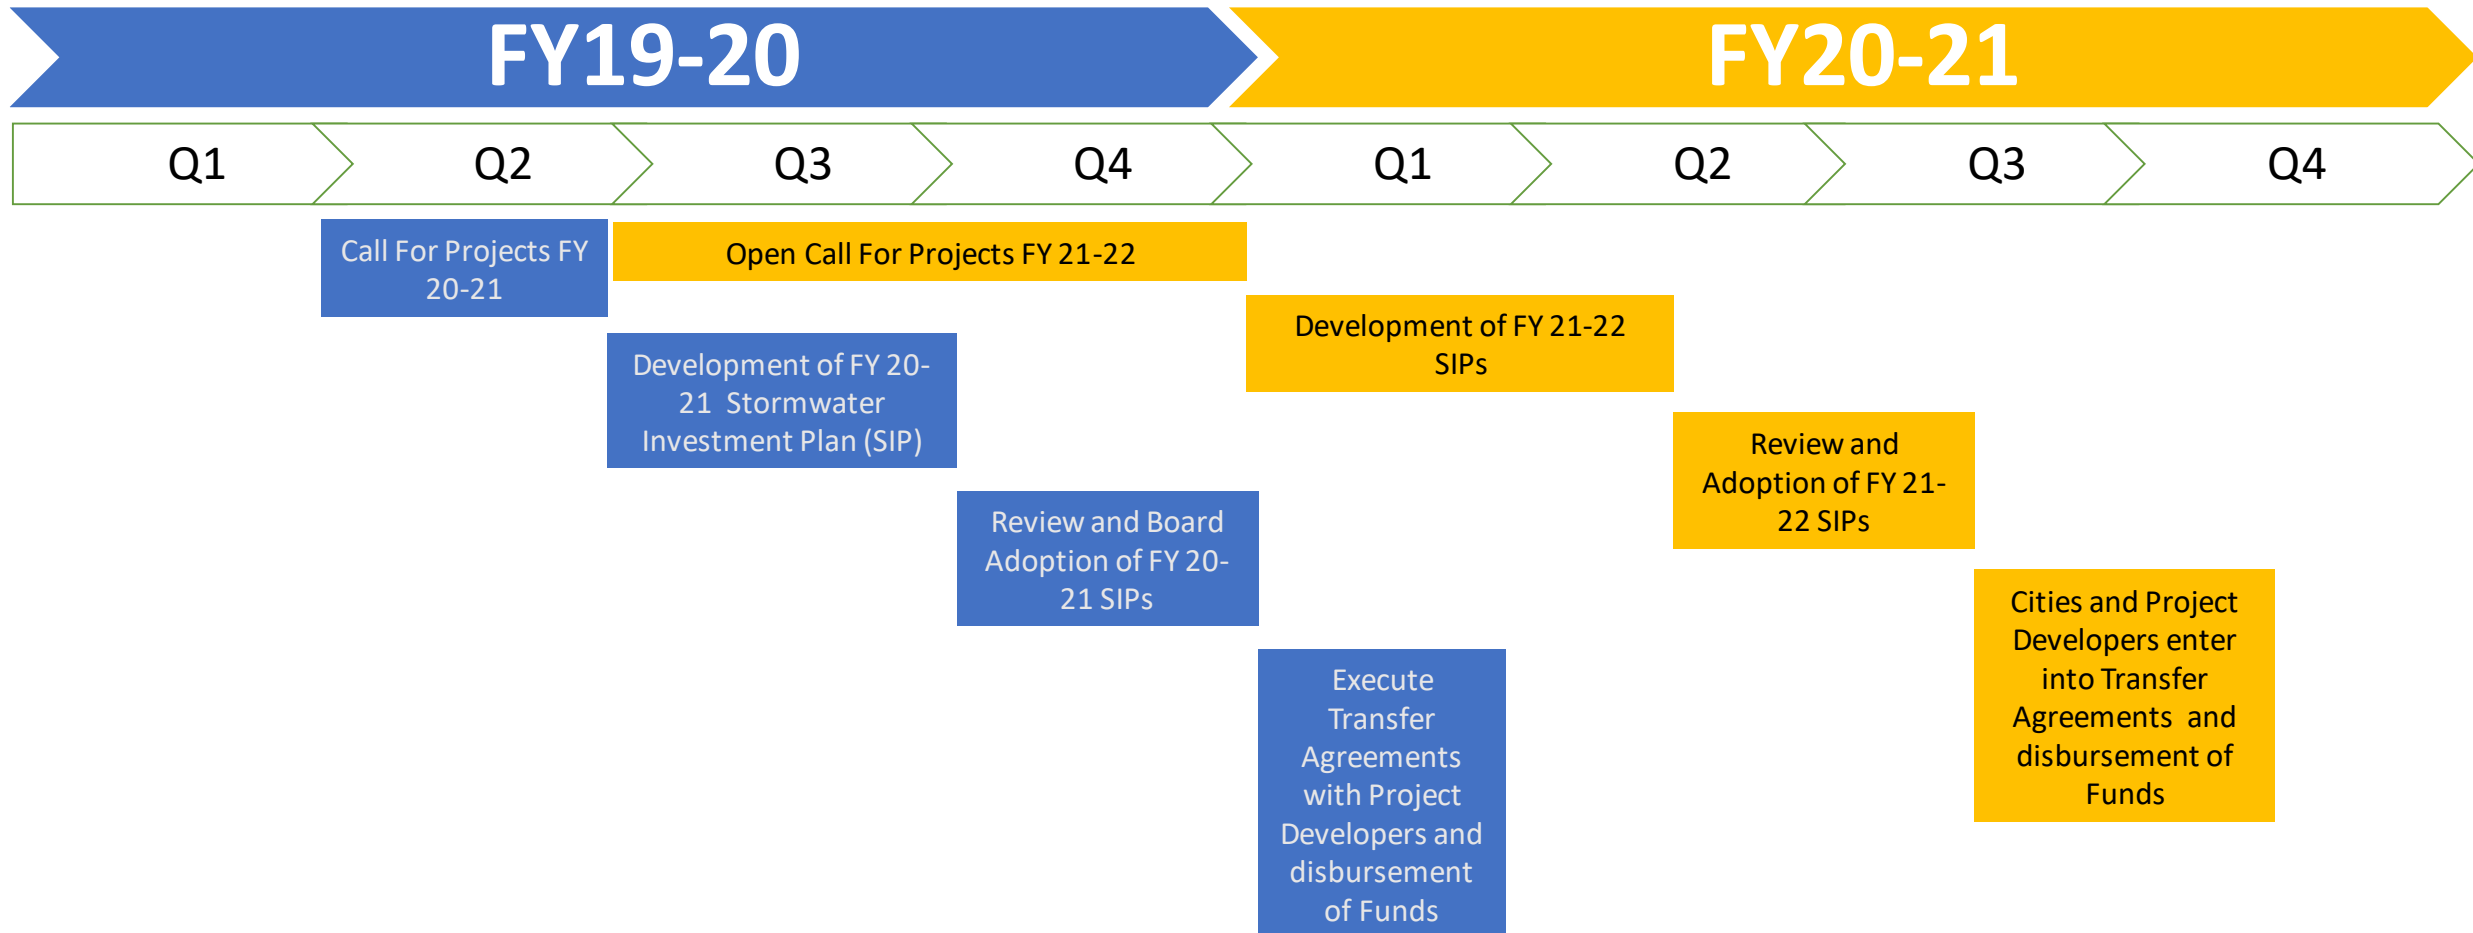 FY19-20
FY20-21
Q1
Q2
Q3
Q4
Q1
Q2
Q3
Q4
Call For Projects FY
20-21
Open Call For Projects FY 21-22
Development of FY 21-22
SIPs
Development of FY 20-
21 Stormwater
Investment Plan (SIP)
Review and
Adoption of FY 21-
22 SIPs
Review and Board
Adoption of FY 20-
21 SIPs
Cities and Project
Developers enter
into Transfer
Agreements and
disbursement of
Funds
Execute
Transfer
Agreements
with Project
Developers and
disbursement
of Funds